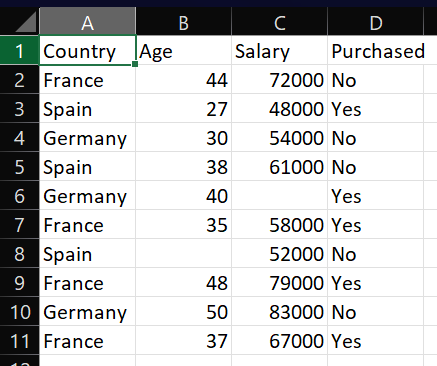 A B C D
1 Country Age Salary Purchased
2 France 44 72000 No
3 Spain 27 48000 Yes
4 Germany 30 54000 No
5 Spain 38 61000 No
6 Germany 40 Yes
7 France 35 58000 Yes
8 Spain 52000 No
9 France 48 79000 Yes
10 Germany 50 83000 No
11 France 37 67000 Yes